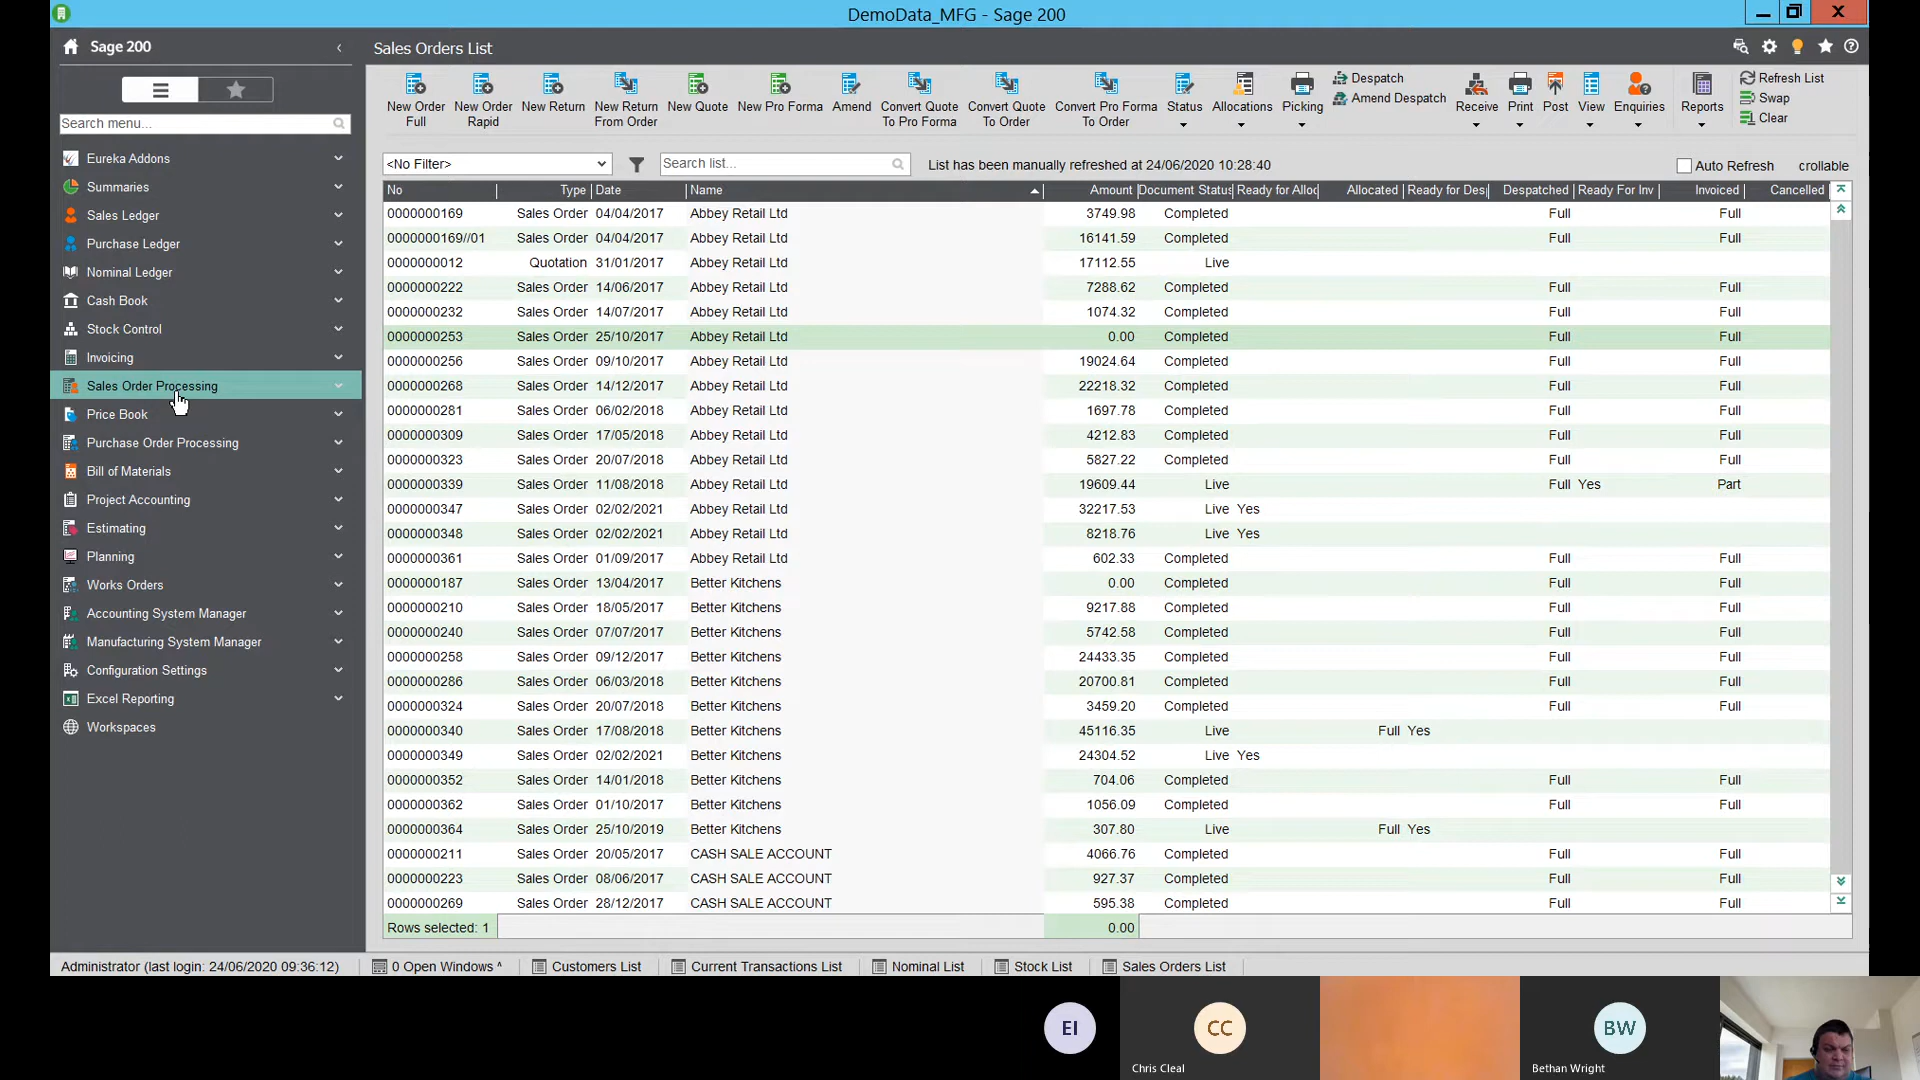 DemoData_MFG - Sage 200
Sage 200
Sales Orders List
New Order Full
New Order Rapid
New Return
New Return From Order
New Quote
New Pro Forma
Amend
Convert Quote To Pro Forma
Convert Quote To Order
Convert Pro Forma To Order
Status
Allocations
Picking
Despatch
Amend Despatch
Receive
Print
Post
View
Enquiries
Reports
Refresh List
Swap
Clear
Search menu...
Eureka Addons
Summaries
Sales Ledger
Purchase Ledger
Nominal Ledger
Cash Book
Stock Control
Invoicing
Sales Order Processing
Price Book
Purchase Order Processing
Bill of Materials
Project Accounting
Estimating
Planning
Works Orders
Accounting System Manager
Manufacturing System Manager
Configuration Settings
Excel Reporting
Workspaces
<No Filter> Search list... List has been manually refreshed at 24/06/2020 10:28:40 Auto Refresh crollable
No Type Date Name Amount Document Status Ready for Alloc Allocated Ready for Des Despatched Ready For Inv Invoiced Cancelled
0000000169 Sales Order 04/04/2017 Abbey Retail Ltd 3749.98 Completed Full Full
0000000169//01 Sales Order 04/04/2017 Abbey Retail Ltd 16141.59 Completed Full Full
0000000012 Quotation 31/01/2017 Abbey Retail Ltd 17112.55 Live
0000000222 Sales Order 14/06/2017 Abbey Retail Ltd 7288.62 Completed Full Full
0000000232 Sales Order 14/07/2017 Abbey Retail Ltd 1074.32 Completed Full Full
0000000253 Sales Order 25/10/2017 Abbey Retail Ltd 0.00 Completed Full Full
0000000256 Sales Order 09/10/2017 Abbey Retail Ltd 19024.64 Completed Full Full
0000000268 Sales Order 14/12/2017 Abbey Retail Ltd 22218.32 Completed Full Full
0000000281 Sales Order 06/02/2018 Abbey Retail Ltd 1697.78 Completed Full Full
0000000309 Sales Order 17/05/2018 Abbey Retail Ltd 4212.83 Completed Full Full
0000000323 Sales Order 20/07/2018 Abbey Retail Ltd 5827.22 Completed Full Full
0000000339 Sales Order 11/08/2018 Abbey Retail Ltd 19609.44 Live Full Yes Part
0000000347 Sales Order 02/02/2021 Abbey Retail Ltd 32217.53 Live Yes
0000000348 Sales Order 02/02/2021 Abbey Retail Ltd 8218.76 Live Yes
0000000361 Sales Order 01/09/2017 Abbey Retail Ltd 602.33 Completed Full Full
0000000187 Sales Order 13/04/2017 Better Kitchens 0.00 Completed Full Full
0000000210 Sales Order 18/05/2017 Better Kitchens 9217.88 Completed Full Full
0000000240 Sales Order 07/07/2017 Better Kitchens 5742.58 Completed Full Full
0000000258 Sales Order 09/12/2017 Better Kitchens 24433.35 Completed Full Full
0000000286 Sales Order 06/03/2018 Better Kitchens 20700.81 Completed Full Full
0000000324 Sales Order 20/07/2018 Better Kitchens 3459.20 Completed Full Full
0000000340 Sales Order 17/08/2018 Better Kitchens 45116.35 Live Full Yes
0000000349 Sales Order 02/02/2021 Better Kitchens 24304.52 Live Yes
0000000352 Sales Order 14/01/2018 Better Kitchens 704.06 Completed Full Full
0000000362 Sales Order 01/10/2017 Better Kitchens 1056.09 Completed Full Full
0000000364 Sales Order 25/10/2019 Better Kitchens 307.80 Live Full Yes
0000000211 Sales Order 20/05/2017 CASH SALE ACCOUNT 4066.76 Completed Full Full
0000000223 Sales Order 08/06/2017 CASH SALE ACCOUNT 927.37 Completed Full Full
0000000269 Sales Order 28/12/2017 CASH SALE ACCOUNT 595.38 Completed Full Full
Rows selected: 1 0.00
Administrator (last login: 24/06/2020 09:36:12) 0 Open Windows ^ Customers List Current Transactions List Nominal List Stock List Sales Orders List
EI
CC
Chris Cleal
BW
Bethan Wright